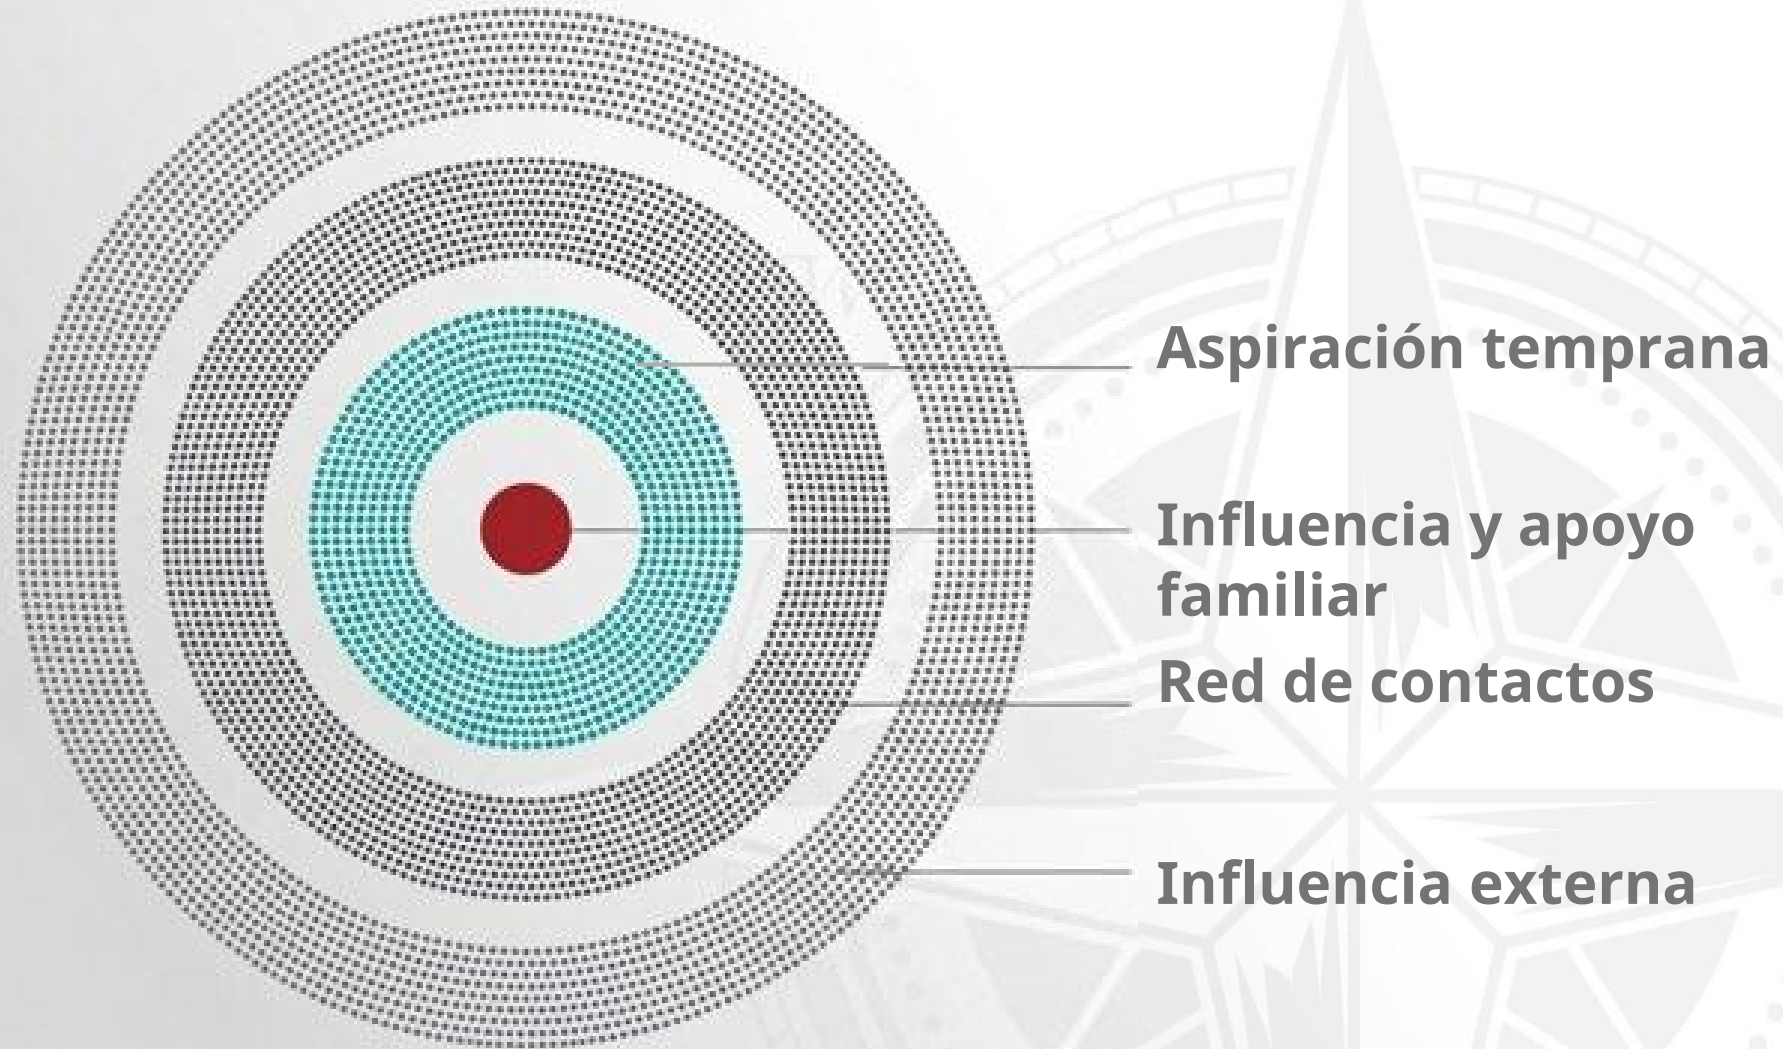 Aspiración temprana
Influencia y apoyo
familiar
Red de contactos
Influencia externa